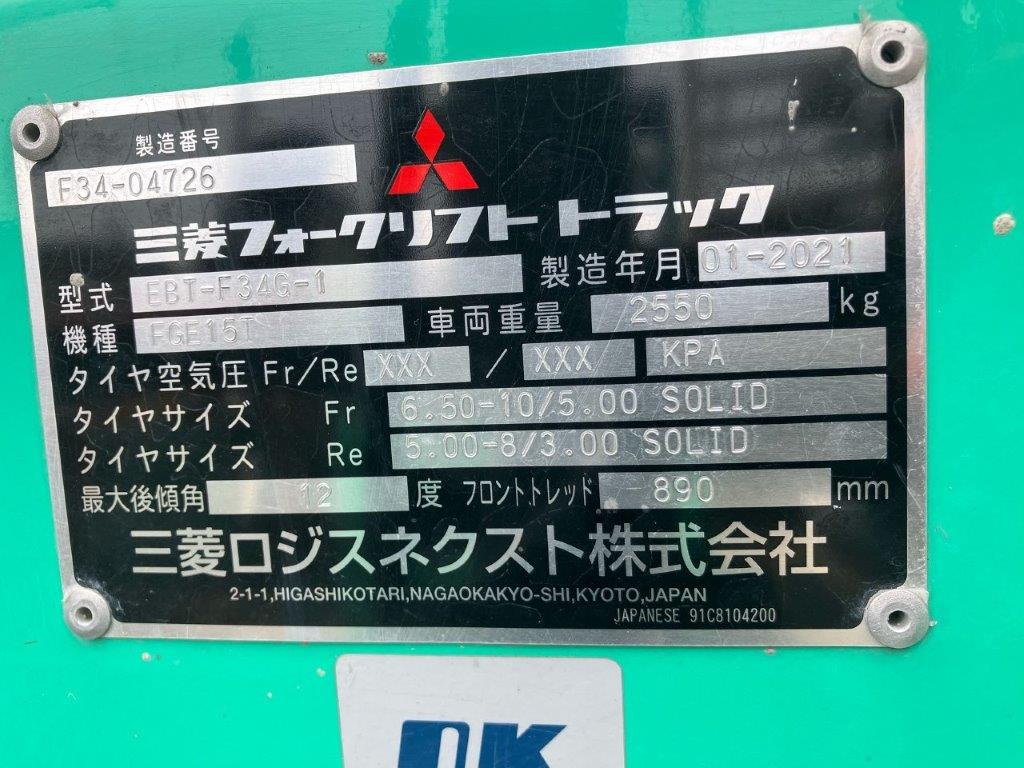 製造番号
F34-04726
三菱フォークリフト トラック
型式 EBT-F34G-1 製造年月 01-2021
機種 FGE15T 車両重量 2550 kg
タイヤ空気圧 Fr/Re XXX / XXX KPA
タイヤサイズ Fr 6.50-10/5.00 SOLID
タイヤサイズ Re 5.00-8/3.00 SOLID
最大後傾角 12 度 フロントトレッド 890 mm
三菱ロジスネクスト株式会社
2-1-1,HIGASHIKOTARI,NAGAOKAKYO-SHI,KYOTO,JAPAN
JAPANESE 91C8104200